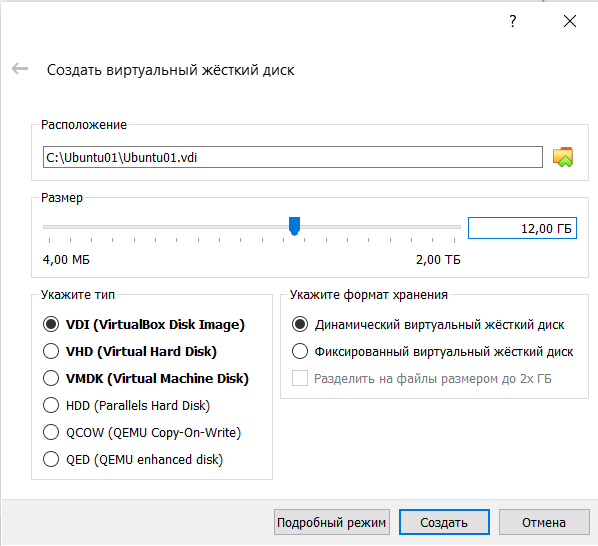 ?
Создать виртуальный жёсткий диск
Расположение
C:\Ubuntu01\Ubuntu01.vdi
Размер
12,00 ГБ
4,00 МБ 2,00 ТБ
Укажите тип
VDI (VirtualBox Disk Image)
VHD (Virtual Hard Disk)
VMDK (Virtual Machine Disk)
HDD (Parallels Hard Disk)
QCOW (QEMU Copy-On-Write)
QED (QEMU enhanced disk)
Укажите формат хранения
Динамический виртуальный жёсткий диск
Фиксированный виртуальный жёсткий диск
Разделить на файлы размером до 2х ГБ
Подробный режим Создать Отмена